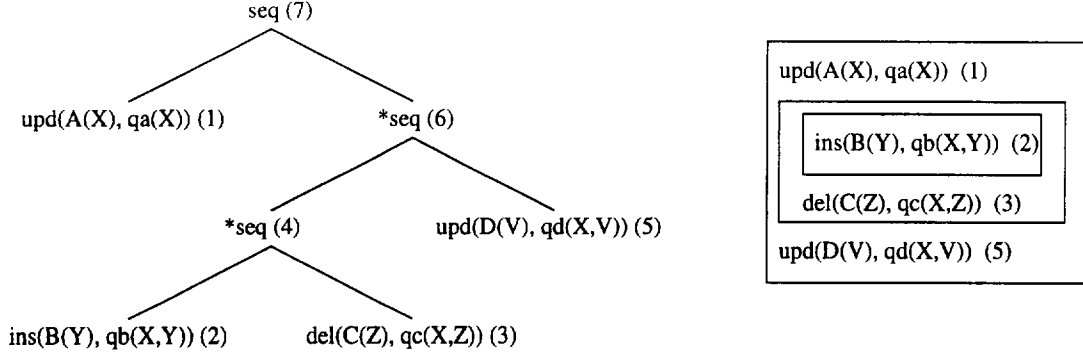 seq (7)
upd(A(X), qa(X)) (1)
*seq (6)
*seq (4)
upd(D(V), qd(X,V)) (5)
ins(B(Y), qb(X,Y)) (2)
del(C(Z), qc(X,Z)) (3)
upd(A(X), qa(X)) (1)
ins(B(Y), qb(X,Y)) (2)
del(C(Z), qc(X,Z)) (3)
upd(D(V), qd(X,V)) (5)